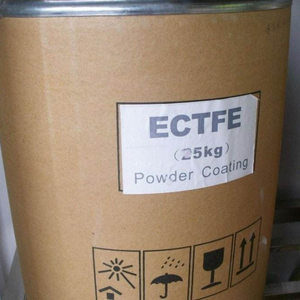 ECTFE
(25kg)
Powder Coating